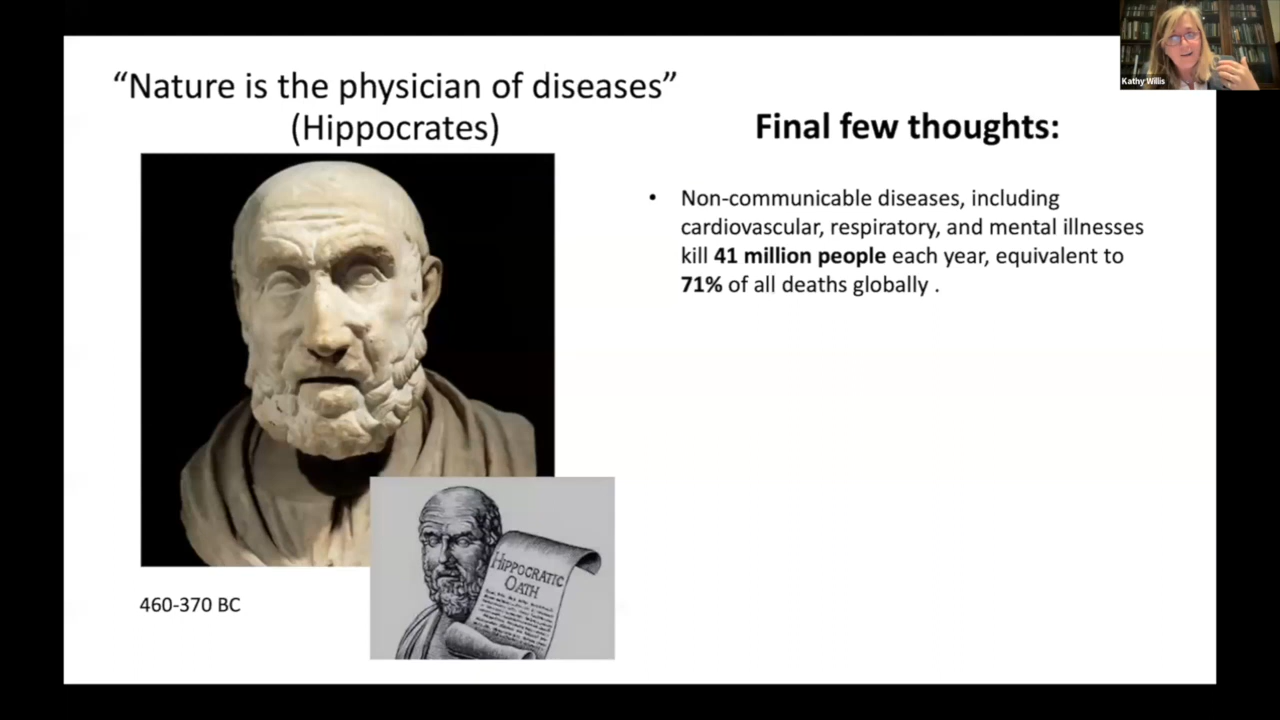 “Nature is the physician of diseases”
(Hippocrates)
Kathy Willis
Final few thoughts:
• Non-communicable diseases, including
cardiovascular, respiratory, and mental illnesses
kill 41 million people each year, equivalent to
71% of all deaths globally .
HIPPOCRATIC
OATH
460-370 BC